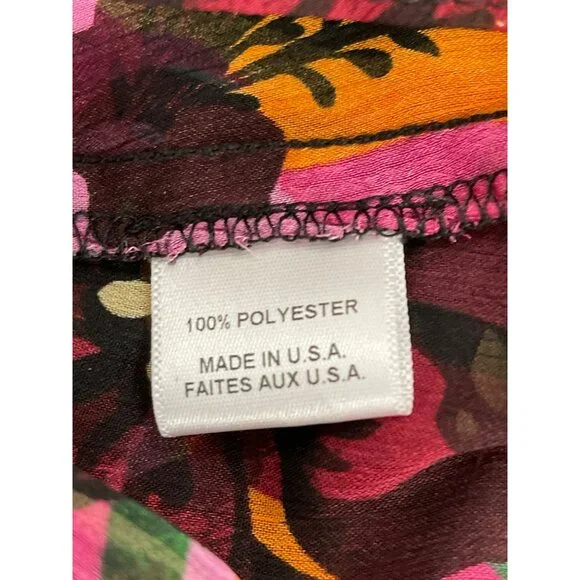 100% POLYESTER
MADE IN U.S.A.
FAITES AUX U.S.A.